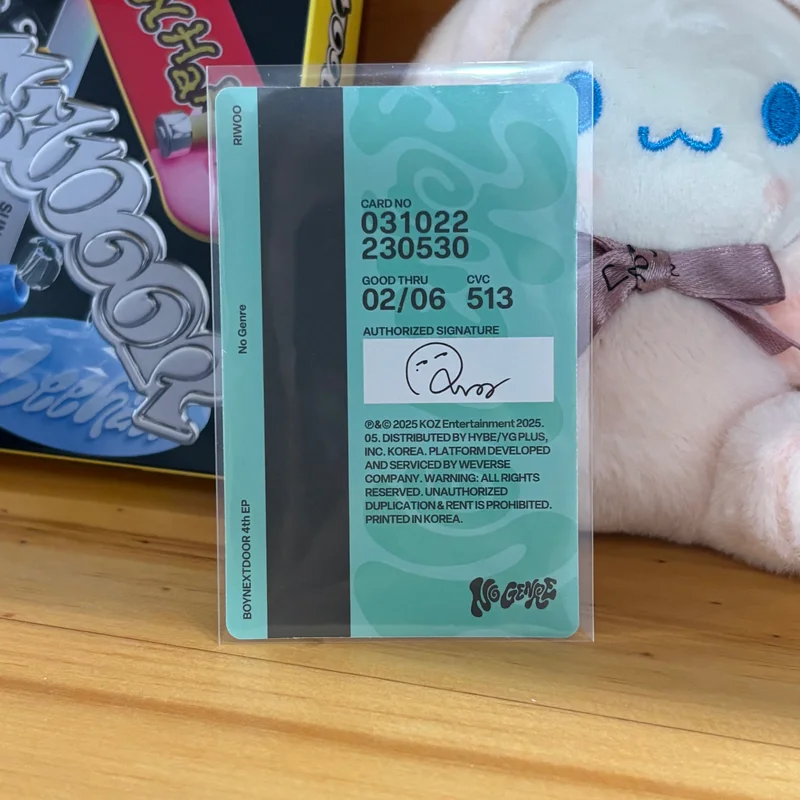 RIWOO
No Genre
BOYNEXTDOOR 4th EP
CARD NO
031022
230530
GOOD THRU CVC
02/06 513
AUTHORIZED SIGNATURE
℗&© 2025 KOZ Entertainment 2025.
05. DISTRIBUTED BY HYBE/YG PLUS,
INC. KOREA. PLATFORM DEVELOPED
AND SERVICED BY WEVERSE
COMPANY. WARNING: ALL RIGHTS
RESERVED. UNAUTHORIZED
DUPLICATION & RENT IS PROHIBITED.
PRINTED IN KOREA.
NO GENRE